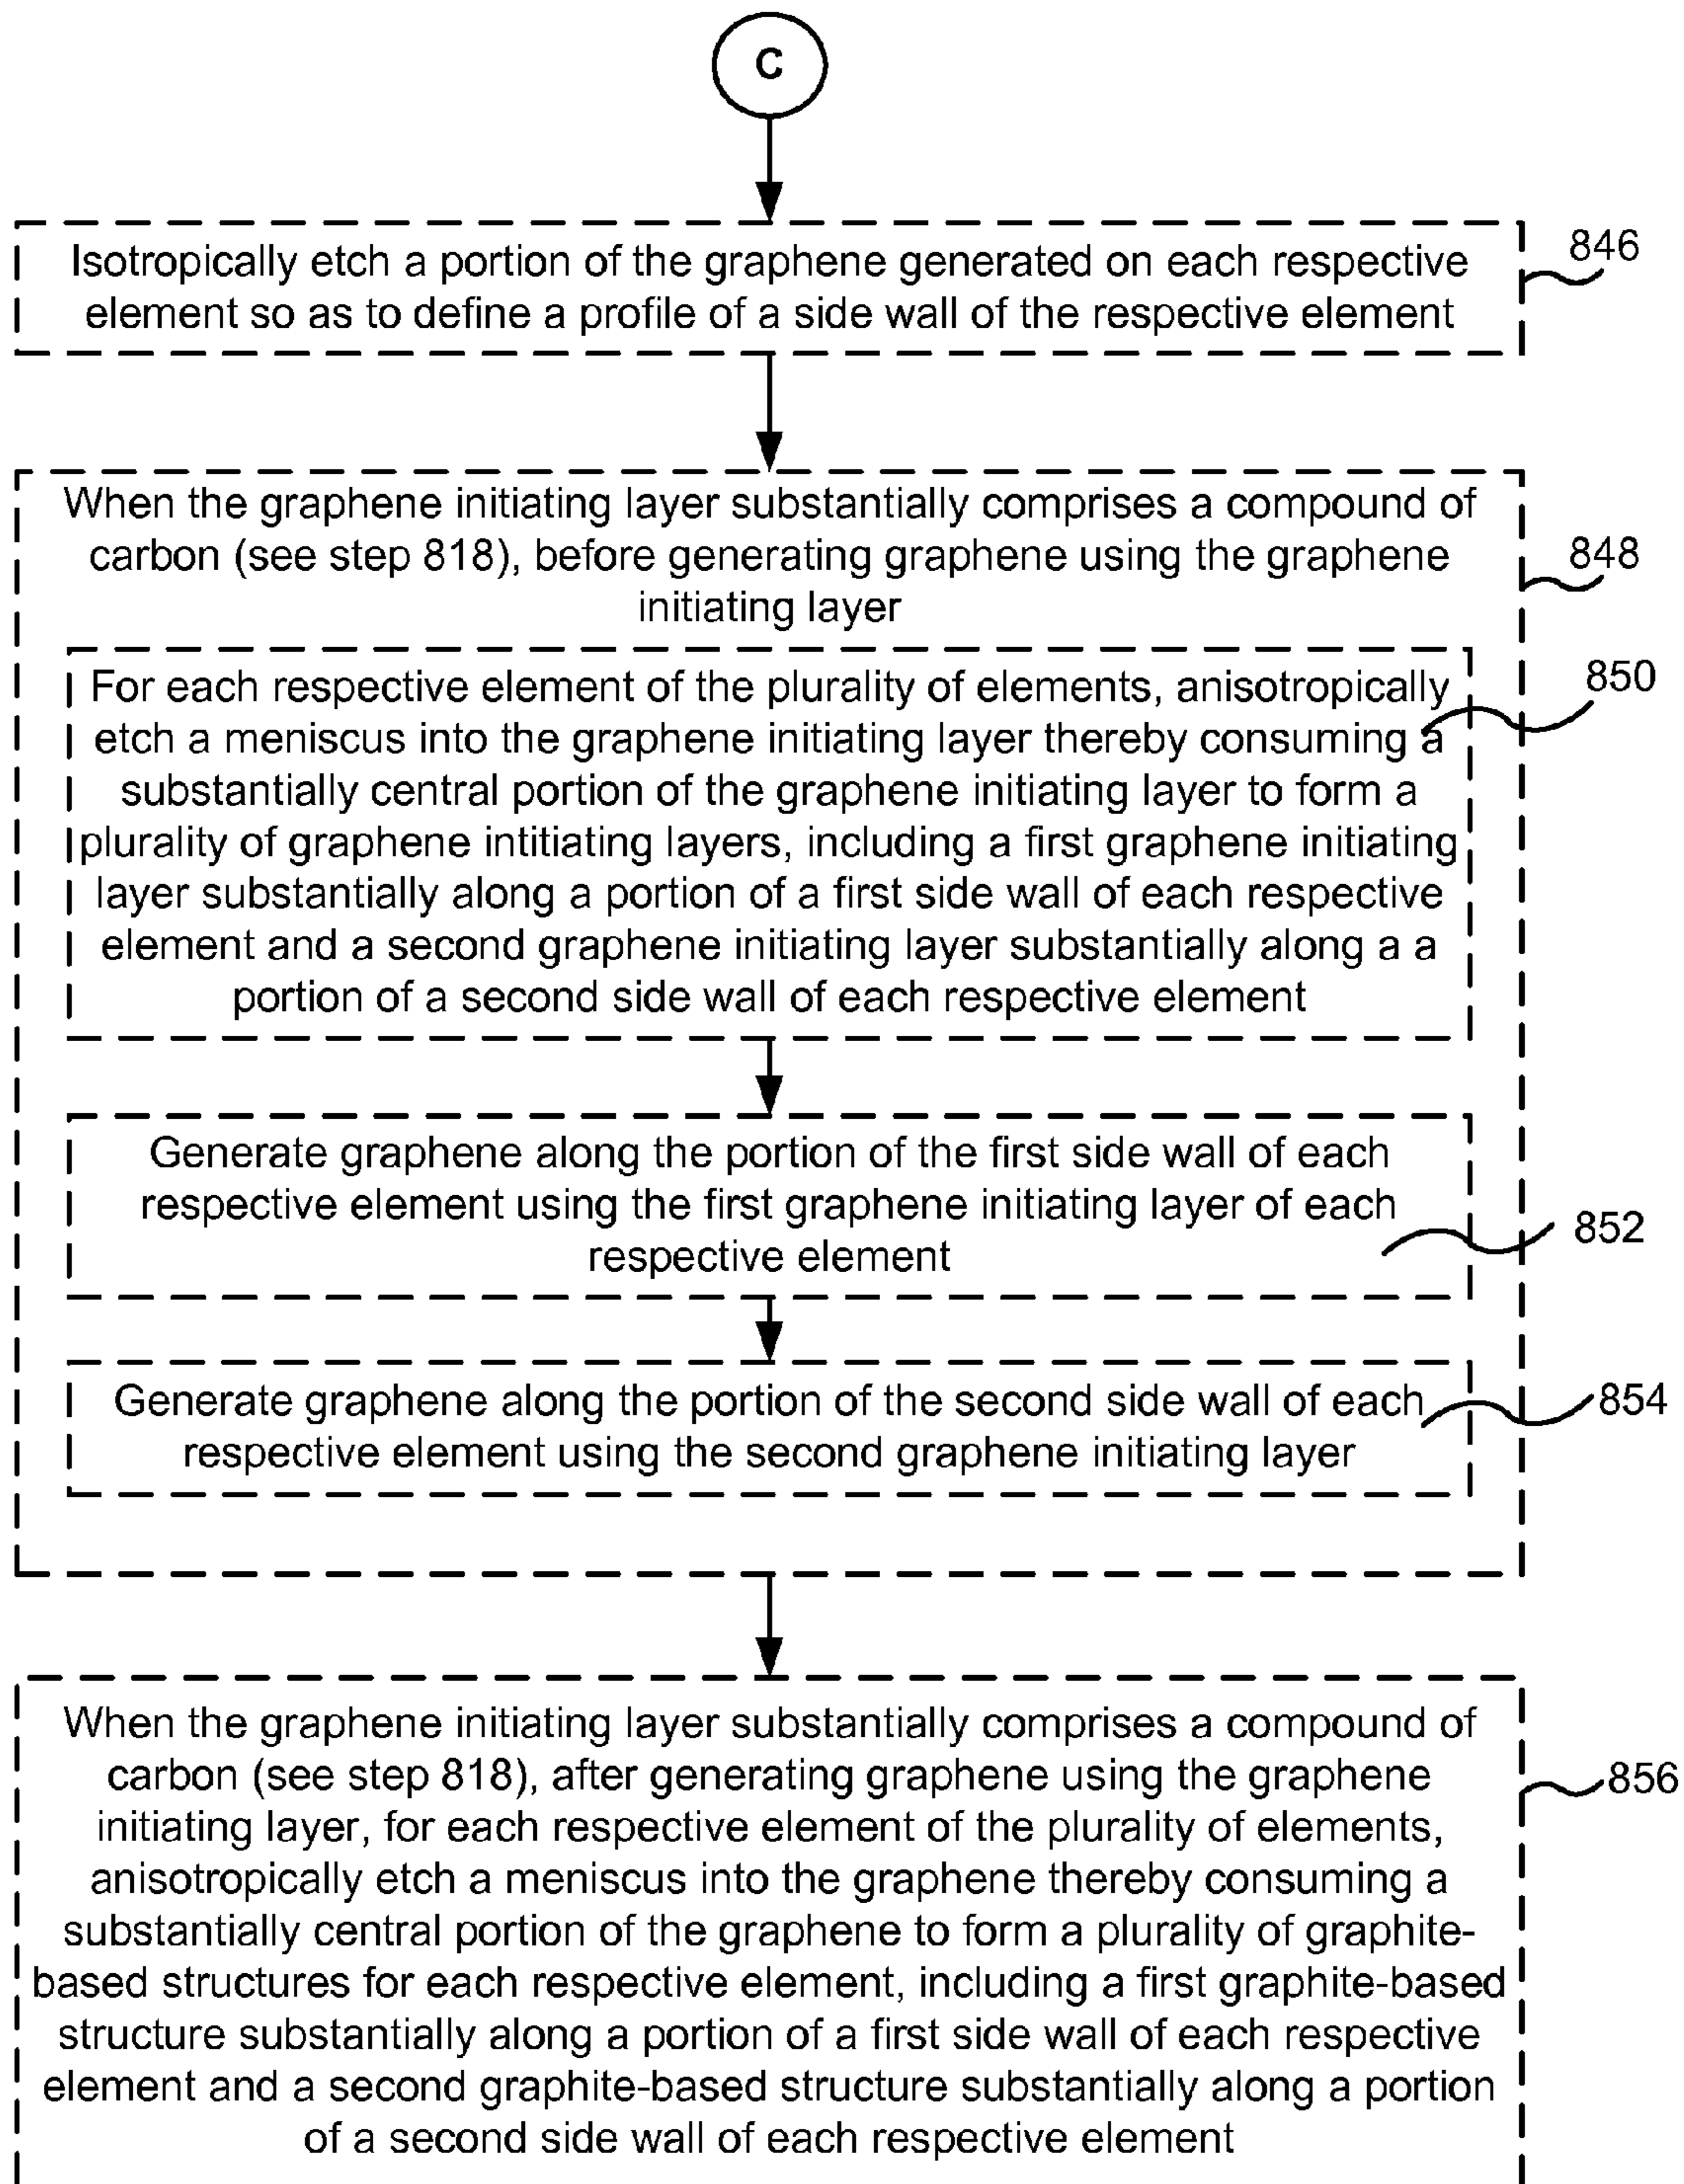 C
Isotropically etch a portion of the graphene generated on each respective
element so as to define a profile of a side wall of the respective element
846
When the graphene initiating layer substantially comprises a compound of
carbon (see step 818), before generating graphene using the graphene
initiating layer
848
For each respective element of the plurality of elements, anisotropically
etch a meniscus into the graphene initiating layer thereby consuming a
substantially central portion of the graphene initiating layer to form a
plurality of graphene intitiating layers, including a first graphene initiating
layer substantially along a portion of a first side wall of each respective
element and a second graphene initiating layer substantially along a a
portion of a second side wall of each respective element
850
Generate graphene along the portion of the first side wall of each
respective element using the first graphene initiating layer of each
respective element
852
Generate graphene along the portion of the second side wall of each
respective element using the second graphene initiating layer
854
When the graphene initiating layer substantially comprises a compound of
carbon (see step 818), after generating graphene using the graphene
initiating layer, for each respective element of the plurality of elements,
anisotropically etch a meniscus into the graphene thereby consuming a
substantially central portion of the graphene to form a plurality of graphite-
based structures for each respective element, including a first graphite-based
structure substantially along a portion of a first side wall of each respective
element and a second graphite-based structure substantially along a portion
of a second side wall of each respective element
856